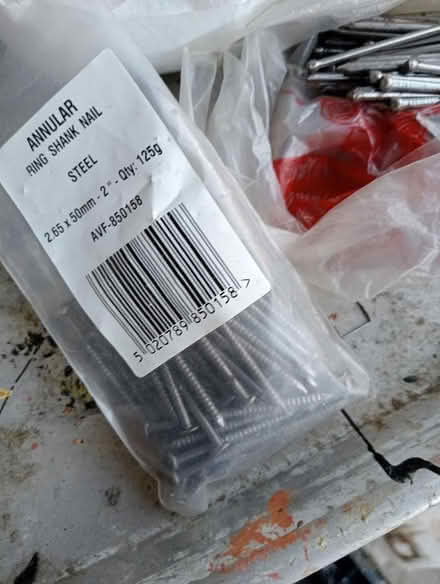 ANNULAR
RING SHANK NAIL
STEEL
2.65 x 50mm - 2" - Qty: 125g
AVF-850158
5 020789 850158 >